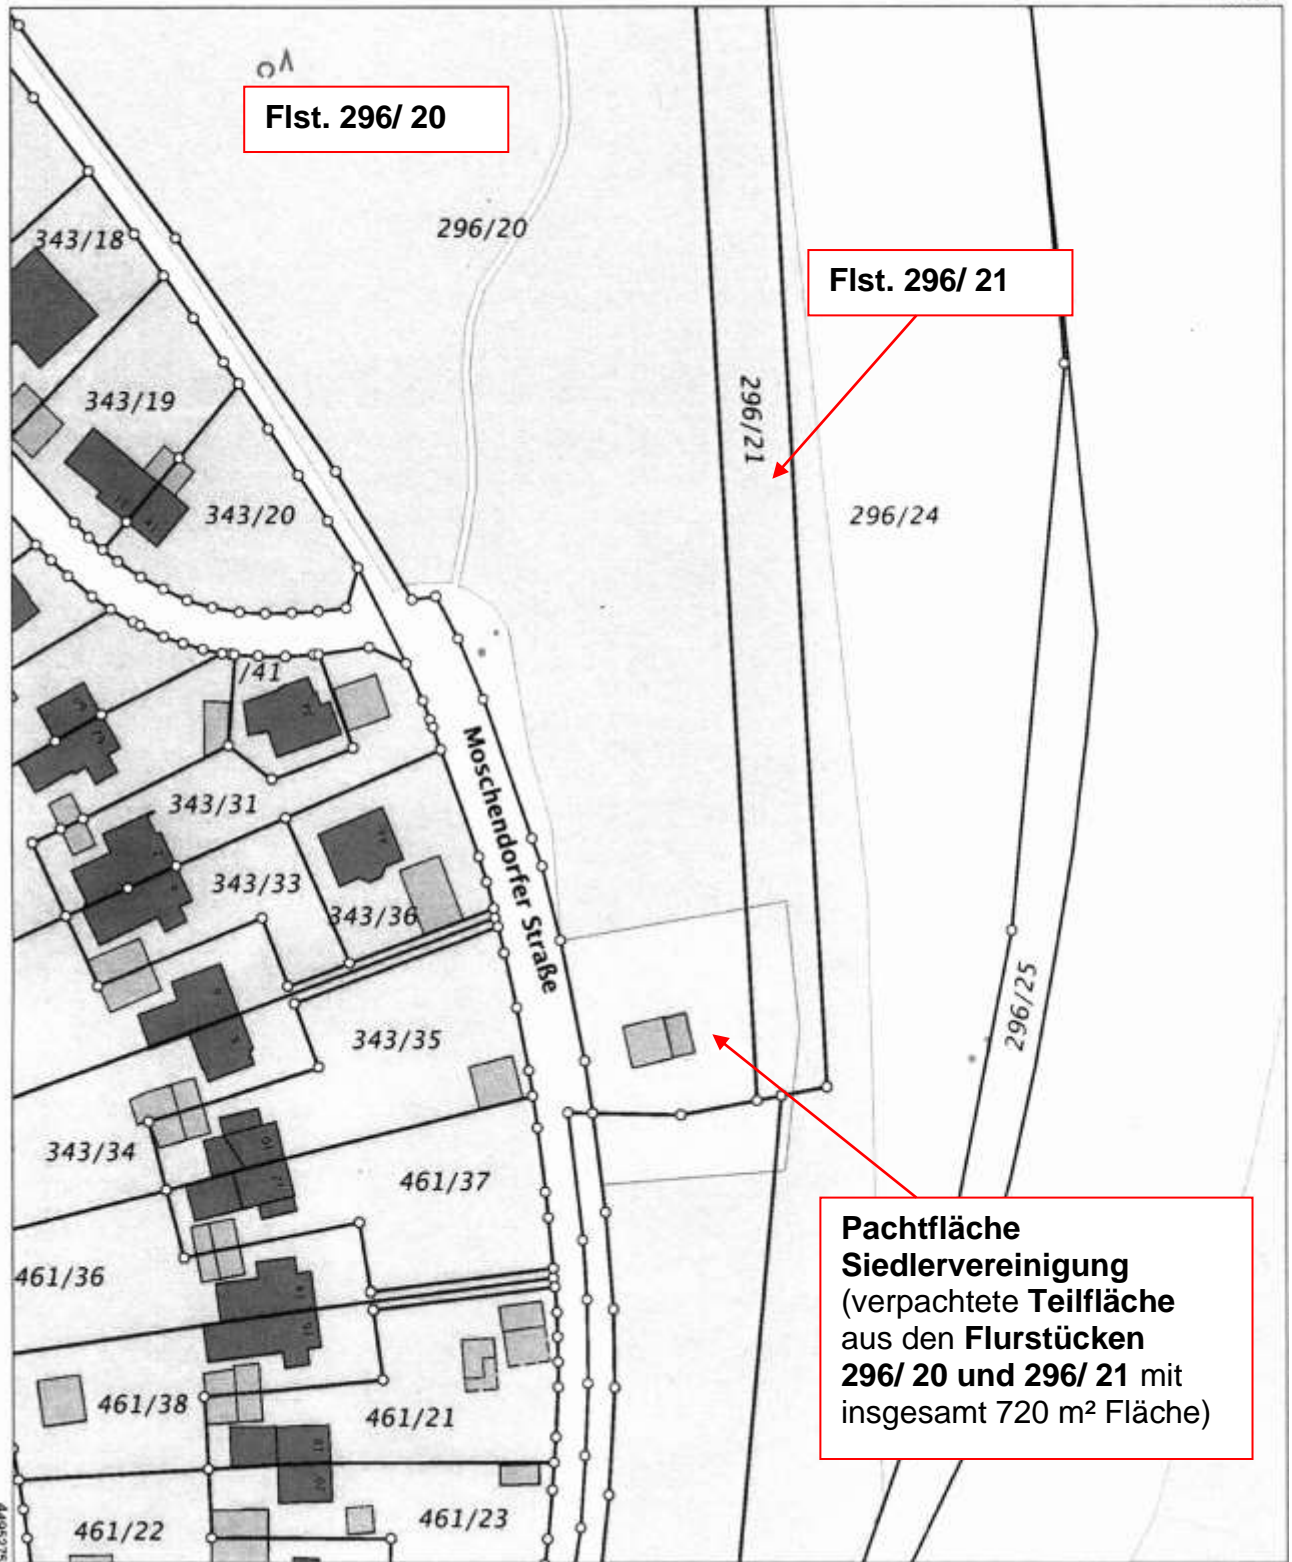 Flst. 296/ 20
343/18
296/20
Flst. 296/ 21
343/19
296/21
343/20
296/24
/41
Moschendorfer Straße
343/31
343/33
343/36
296/25
343/35
343/34
461/37
Pachtfläche
Siedlervereinigung
(verpachtete Teilfläche
aus den Flurstücken
296/ 20 und 296/ 21 mit
insgesamt 720 m² Fläche)
461/36
461/38
461/21
461/23
461/22